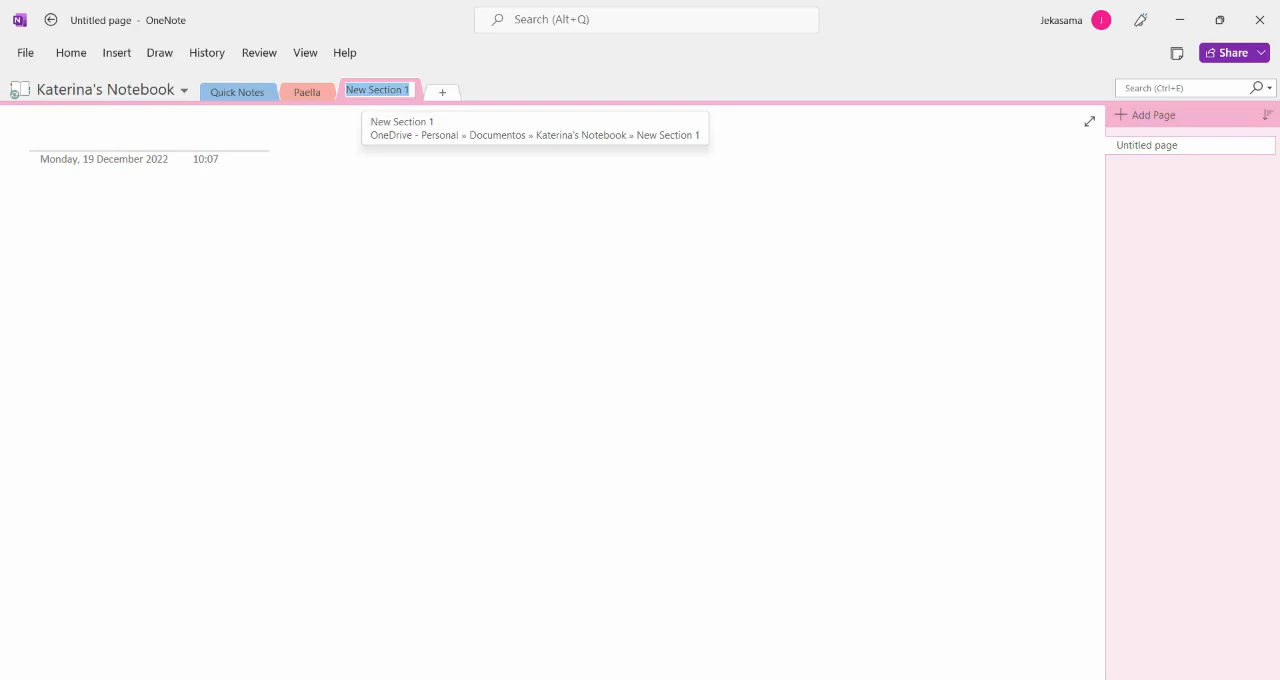 Untitled page - OneNote
Search (Alt+Q)
Jekasama
J
File Home Insert Draw History Review View Help
Share
Katerina's Notebook
Quick Notes
Paella
New Section 1
+
Search (Ctrl+E)
New Section 1
OneDrive - Personal » Documentos » Katerina's Notebook » New Section 1
Add Page
Untitled page
Monday, 19 December 2022 10:07